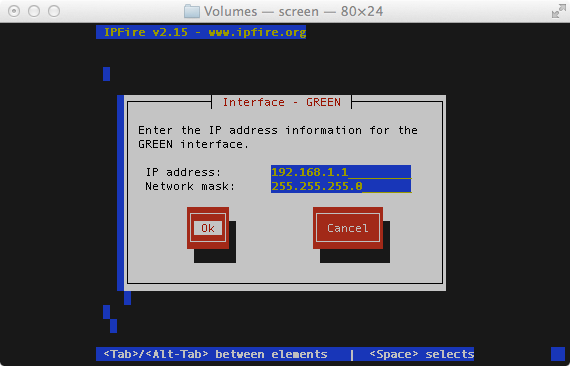 Volumes — screen — 80×24
IPFire v2.15 - www.ipfire.org
Interface - GREEN
Enter the IP address information for the
GREEN interface.
IP address: 192.168.1.1__________
Network mask: 255.255.255.0_______
Ok Cancel
<Tab>/<Alt-Tab> between elements | <Space> selects